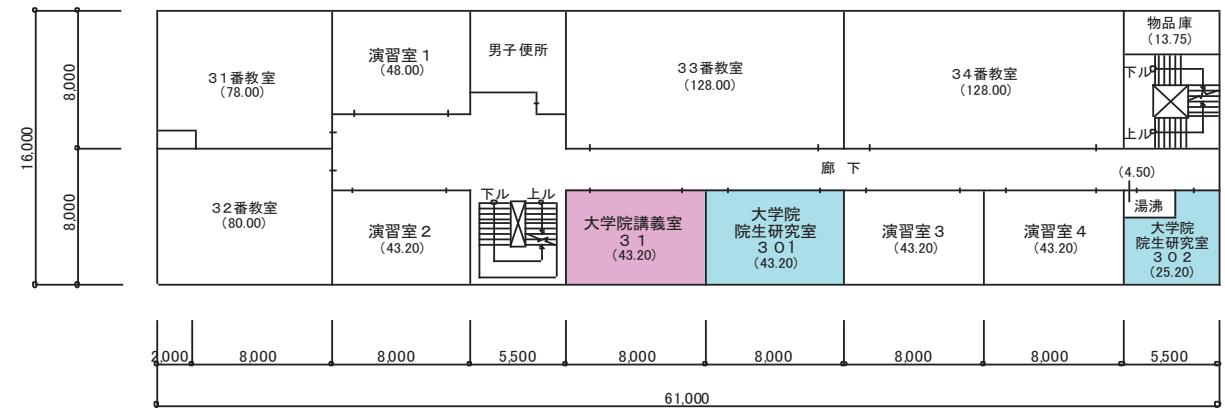 31番教室
(78.00)
演習室1
(48.00)
男子便所
33番教室
(128.00)
34番教室
(128.00)
物品庫
(13.75)
下ル
上ル
8,000
16,000
8,000
廊 下
(4.50)
湯沸
32番教室
(80.00)
演習室2
(43.20)
下ル 上ル
大学院講義室
31
(43.20)
大学院
院生研究室
301
(43.20)
演習室3
(43.20)
演習室4
(43.20)
大学院
院生研究室
302
(25.20)
2,000 8,000 8,000 5,500 8,000 8,000 8,000 8,000 5,500
61,000